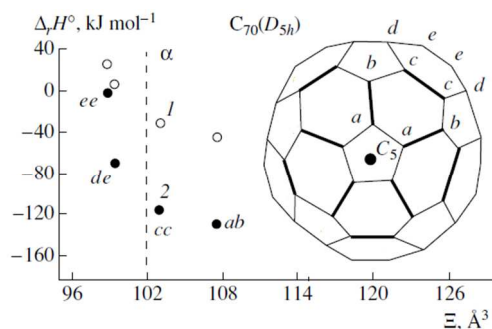 ΔᵣH°, kJ mol⁻¹
C₇₀(D₅ₕ)
40
0
−40
−80
−120
−160
α
ee
de
1
2
cc
ab
d
e
e
d
b
c
c
b
a
a
C₅
96
102
108
114
120
126
Ξ, Å³